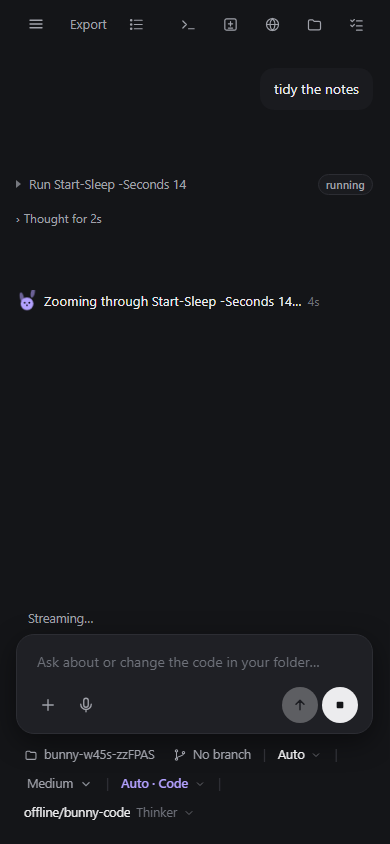 Export
tidy the notes
Run Start-Sleep -Seconds 14 running
› Thought for 2s
Zooming through Start-Sleep -Seconds 14... 4s
Streaming...
Ask about or change the code in your folder...
bunny-w45s-zzFPAS No branch Auto
Medium Auto · Code
offline/bunny-code Thinker